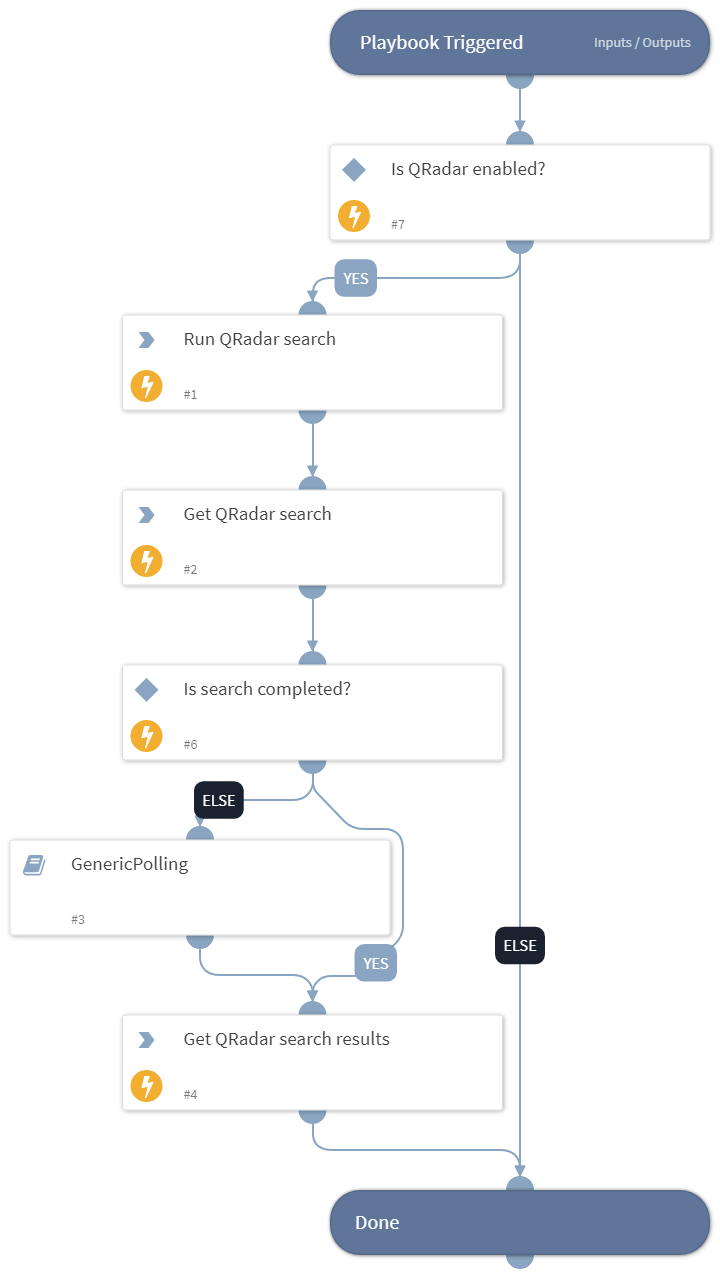 Playbook Triggered Inputs / Outputs
Is QRadar enabled?
#7
YES
Run QRadar search
#1
Get QRadar search
#2
Is search completed?
#6
ELSE
GenericPolling
#3
ELSE
YES
Get QRadar search results
#4
Done